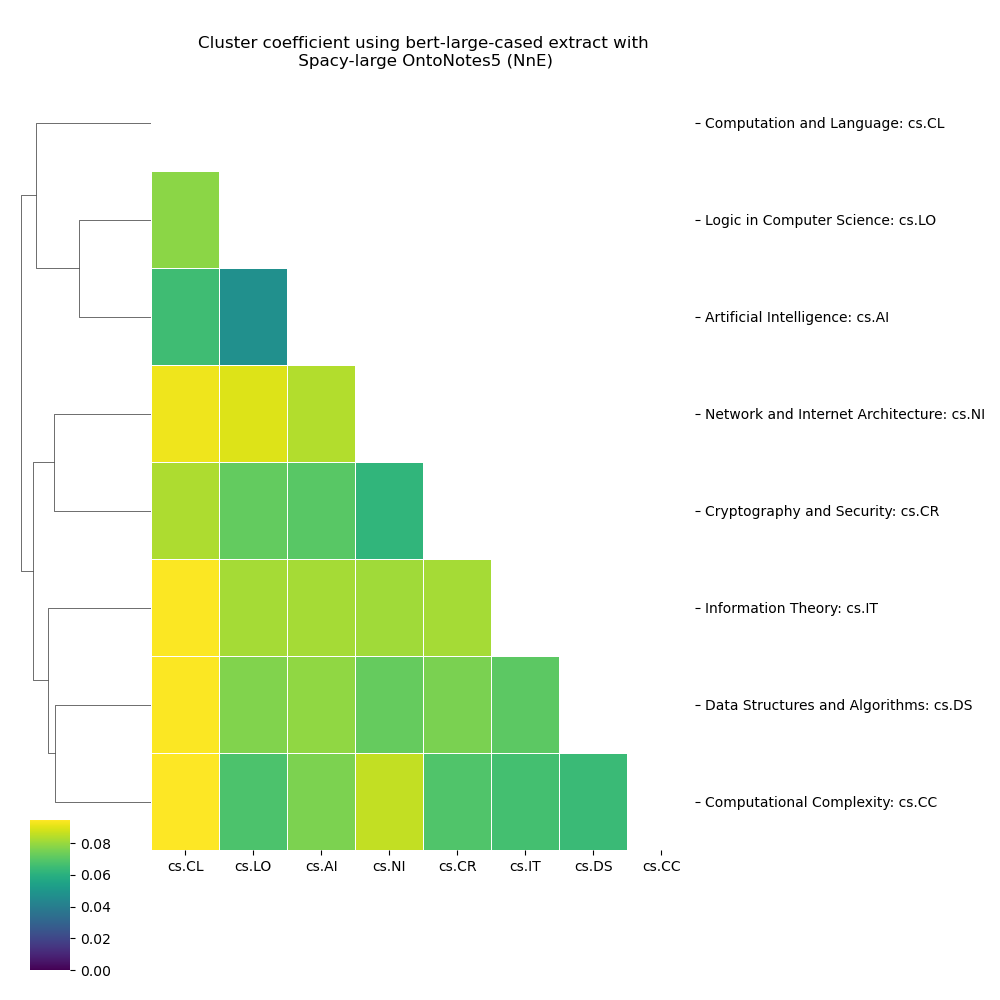 Cluster coefficient using bert-large-cased extract with
Spacy-large OntoNotes5 (NnE)
Computation and Language: cs.CL
Logic in Computer Science: cs.LO
Artificial Intelligence: cs.AI
Network and Internet Architecture: cs.NI
Cryptography and Security: cs.CR
Information Theory: cs.IT
Data Structures and Algorithms: cs.DS
Computational Complexity: cs.CC
cs.CL cs.LO cs.AI cs.NI cs.CR cs.IT cs.DS cs.CC
0.08
0.06
0.04
0.02
0.00